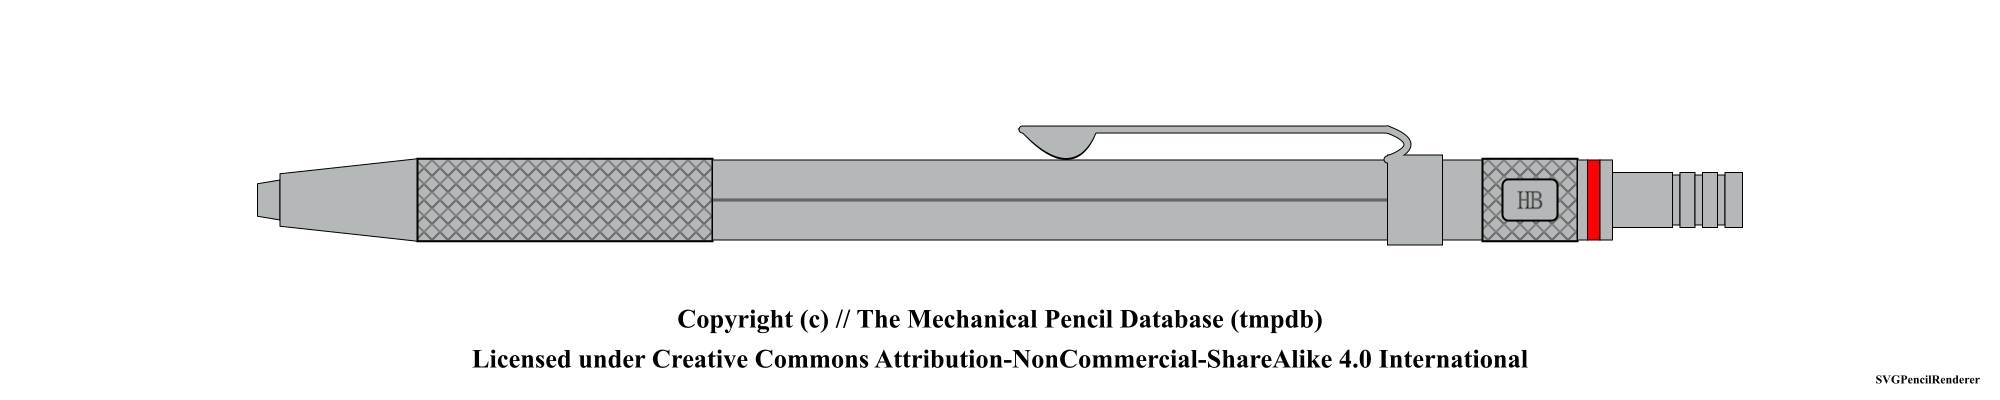 HB
Copyright (c) // The Mechanical Pencil Database (tmpdb)
Licensed under Creative Commons Attribution-NonCommercial-ShareAlike 4.0 International
SVGPencilRenderer